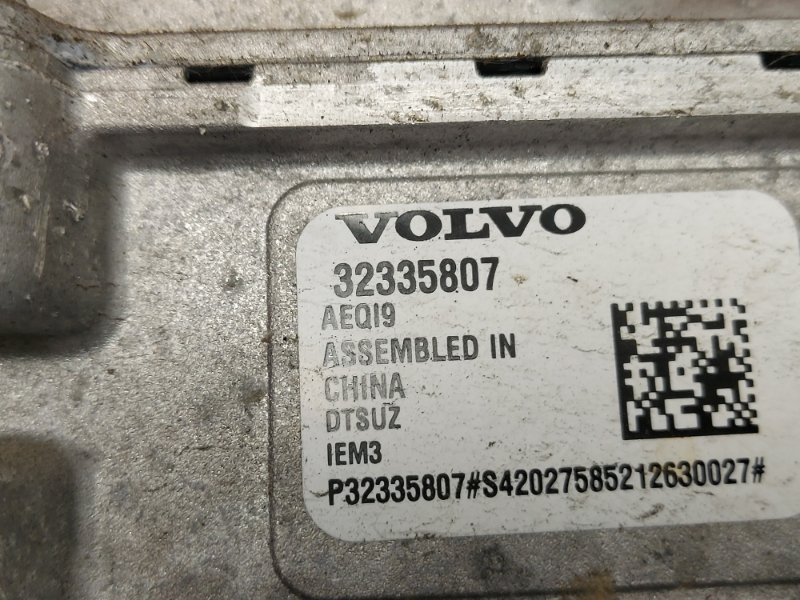 VOLVO
32335807
AEQI9
ASSEMBLED IN
CHINA
DTSUZ
IEM3
P32335807#S42027585212630027#